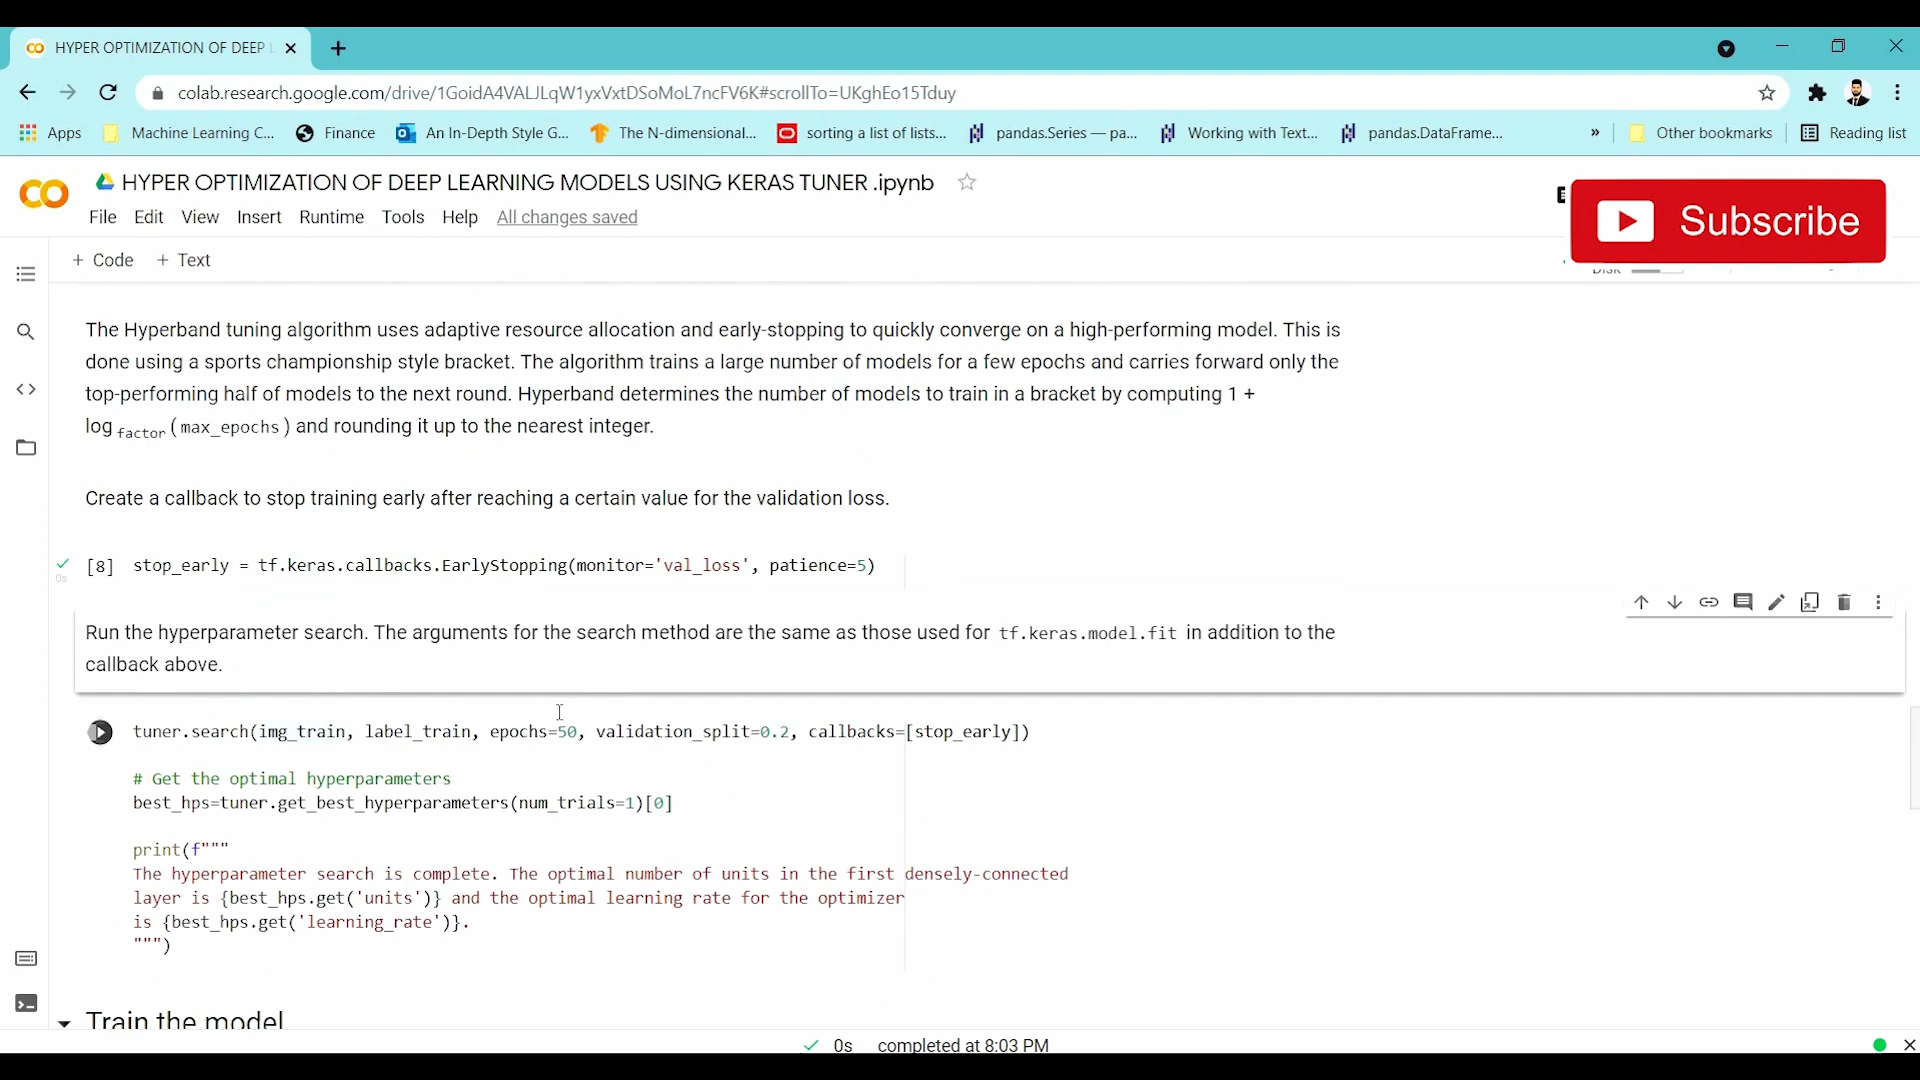 HYPER OPTIMIZATION OF DEEP L
colab.research.google.com/drive/1GoidA4VALJLqW1yxVxtDSoMoL7ncFV6K#scrollTo=UKghEo15Tduy
Apps Machine Learning C... Finance An In-Depth Style G... The N-dimensional... sorting a list of lists... pandas.Series — pa... Working with Text... pandas.DataFrame... » Other bookmarks Reading list
HYPER OPTIMIZATION OF DEEP LEARNING MODELS USING KERAS TUNER .ipynb
File Edit View Insert Runtime Tools Help All changes saved
Subscribe
+ Code + Text
Disk
The Hyperband tuning algorithm uses adaptive resource allocation and early-stopping to quickly converge on a high-performing model. This is
done using a sports championship style bracket. The algorithm trains a large number of models for a few epochs and carries forward only the
top-performing half of models to the next round. Hyperband determines the number of models to train in a bracket by computing 1 +
log factor (max_epochs) and rounding it up to the nearest integer.
Create a callback to stop training early after reaching a certain value for the validation loss.
[8] stop_early = tf.keras.callbacks.EarlyStopping(monitor='val_loss', patience=5)
0s
Run the hyperparameter search. The arguments for the search method are the same as those used for tf.keras.model.fit in addition to the
callback above.
tuner.search(img_train, label_train, epochs=50, validation_split=0.2, callbacks=[stop_early])
# Get the optimal hyperparameters
best_hps=tuner.get_best_hyperparameters(num_trials=1)[0]
print(f"""
The hyperparameter search is complete. The optimal number of units in the first densely-connected
layer is {best_hps.get('units')} and the optimal learning rate for the optimizer
is {best_hps.get('learning_rate')}.
""")
Train the model
0s completed at 8:03 PM